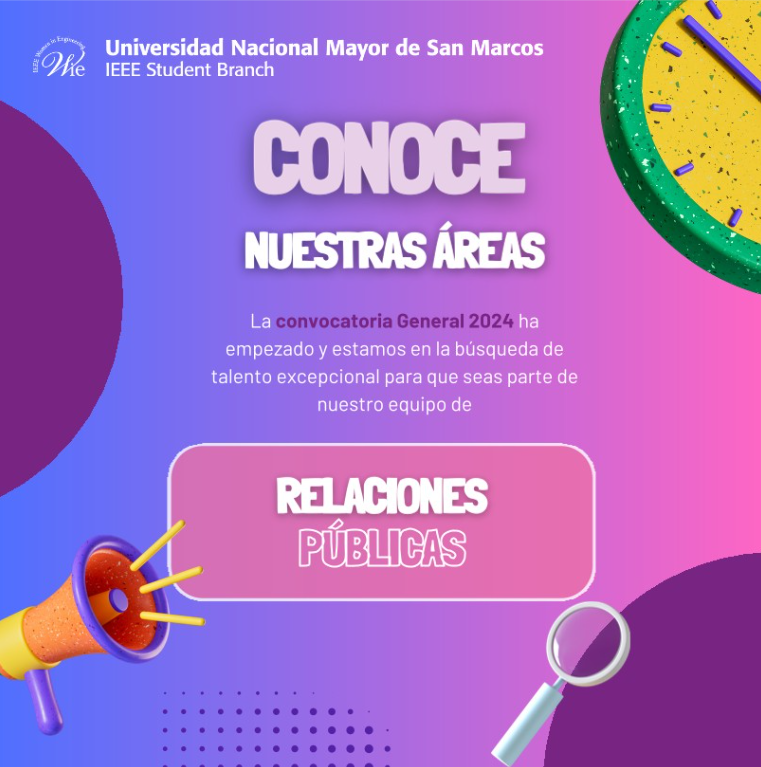 IEEE Women in Engineering
WIE
Universidad Nacional Mayor de San Marcos
IEEE Student Branch
CONOCE
NUESTRAS ÁREAS
La convocatoria General 2024 ha
empezado y estamos en la búsqueda de
talento excepcional para que seas parte de
nuestro equipo de
RELACIONES
PÚBLICAS